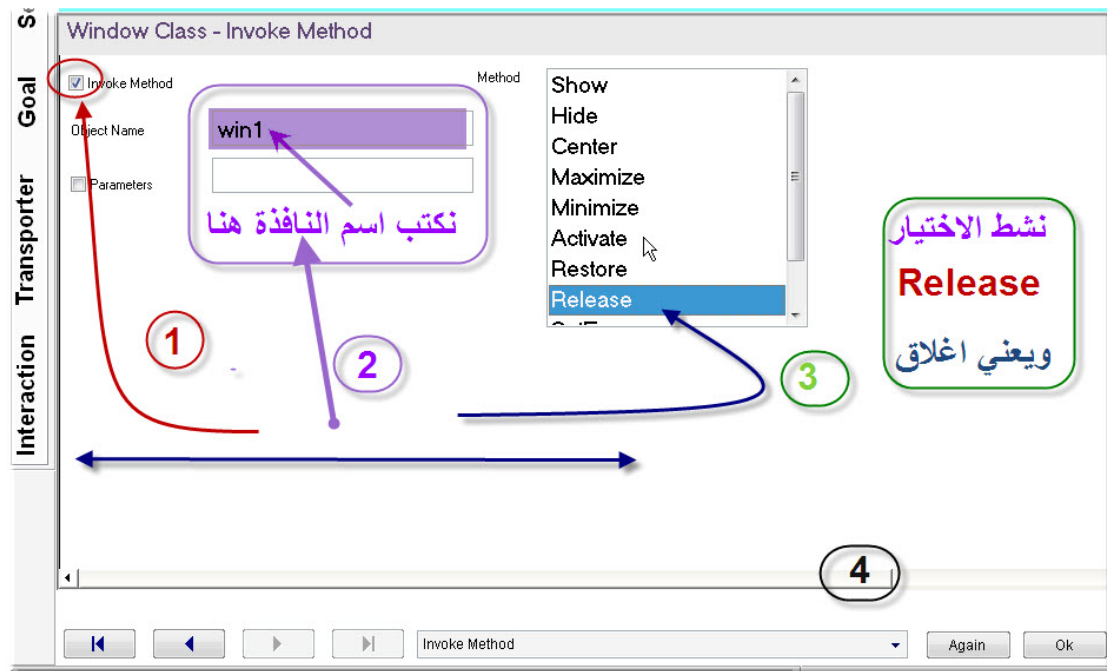 Window Class - Invoke Method
Invoke Method
Object Name
win1
Parameters
نكتب اسم النافذة هنا
Method
Show
Hide
Center
Maximize
Minimize
Activate
Restore
Release
نشط الاختيار
Release
ويعني اغلاق
1
2
3
4
Goal
Transporter
Interaction
Invoke Method
Again
Ok